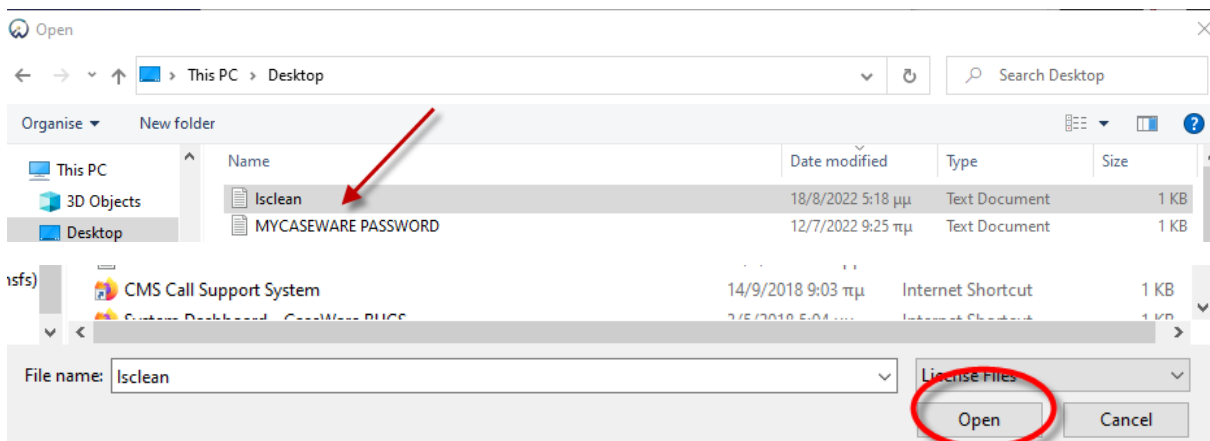 Open
This PC > Desktop
Search Desktop
Organise
New folder
Name
Date modified
Type
Size
This PC
3D Objects
Desktop
lsclean
18/8/2022 5:18 μμ
Text Document
1 KB
MYCASEWARE PASSWORD
12/7/2022 9:25 πμ
Text Document
1 KB
nsfs)
CMS Call Support System
14/9/2018 9:03 πμ
Internet Shortcut
1 KB
File name:
lsclean
License Files
Open
Cancel